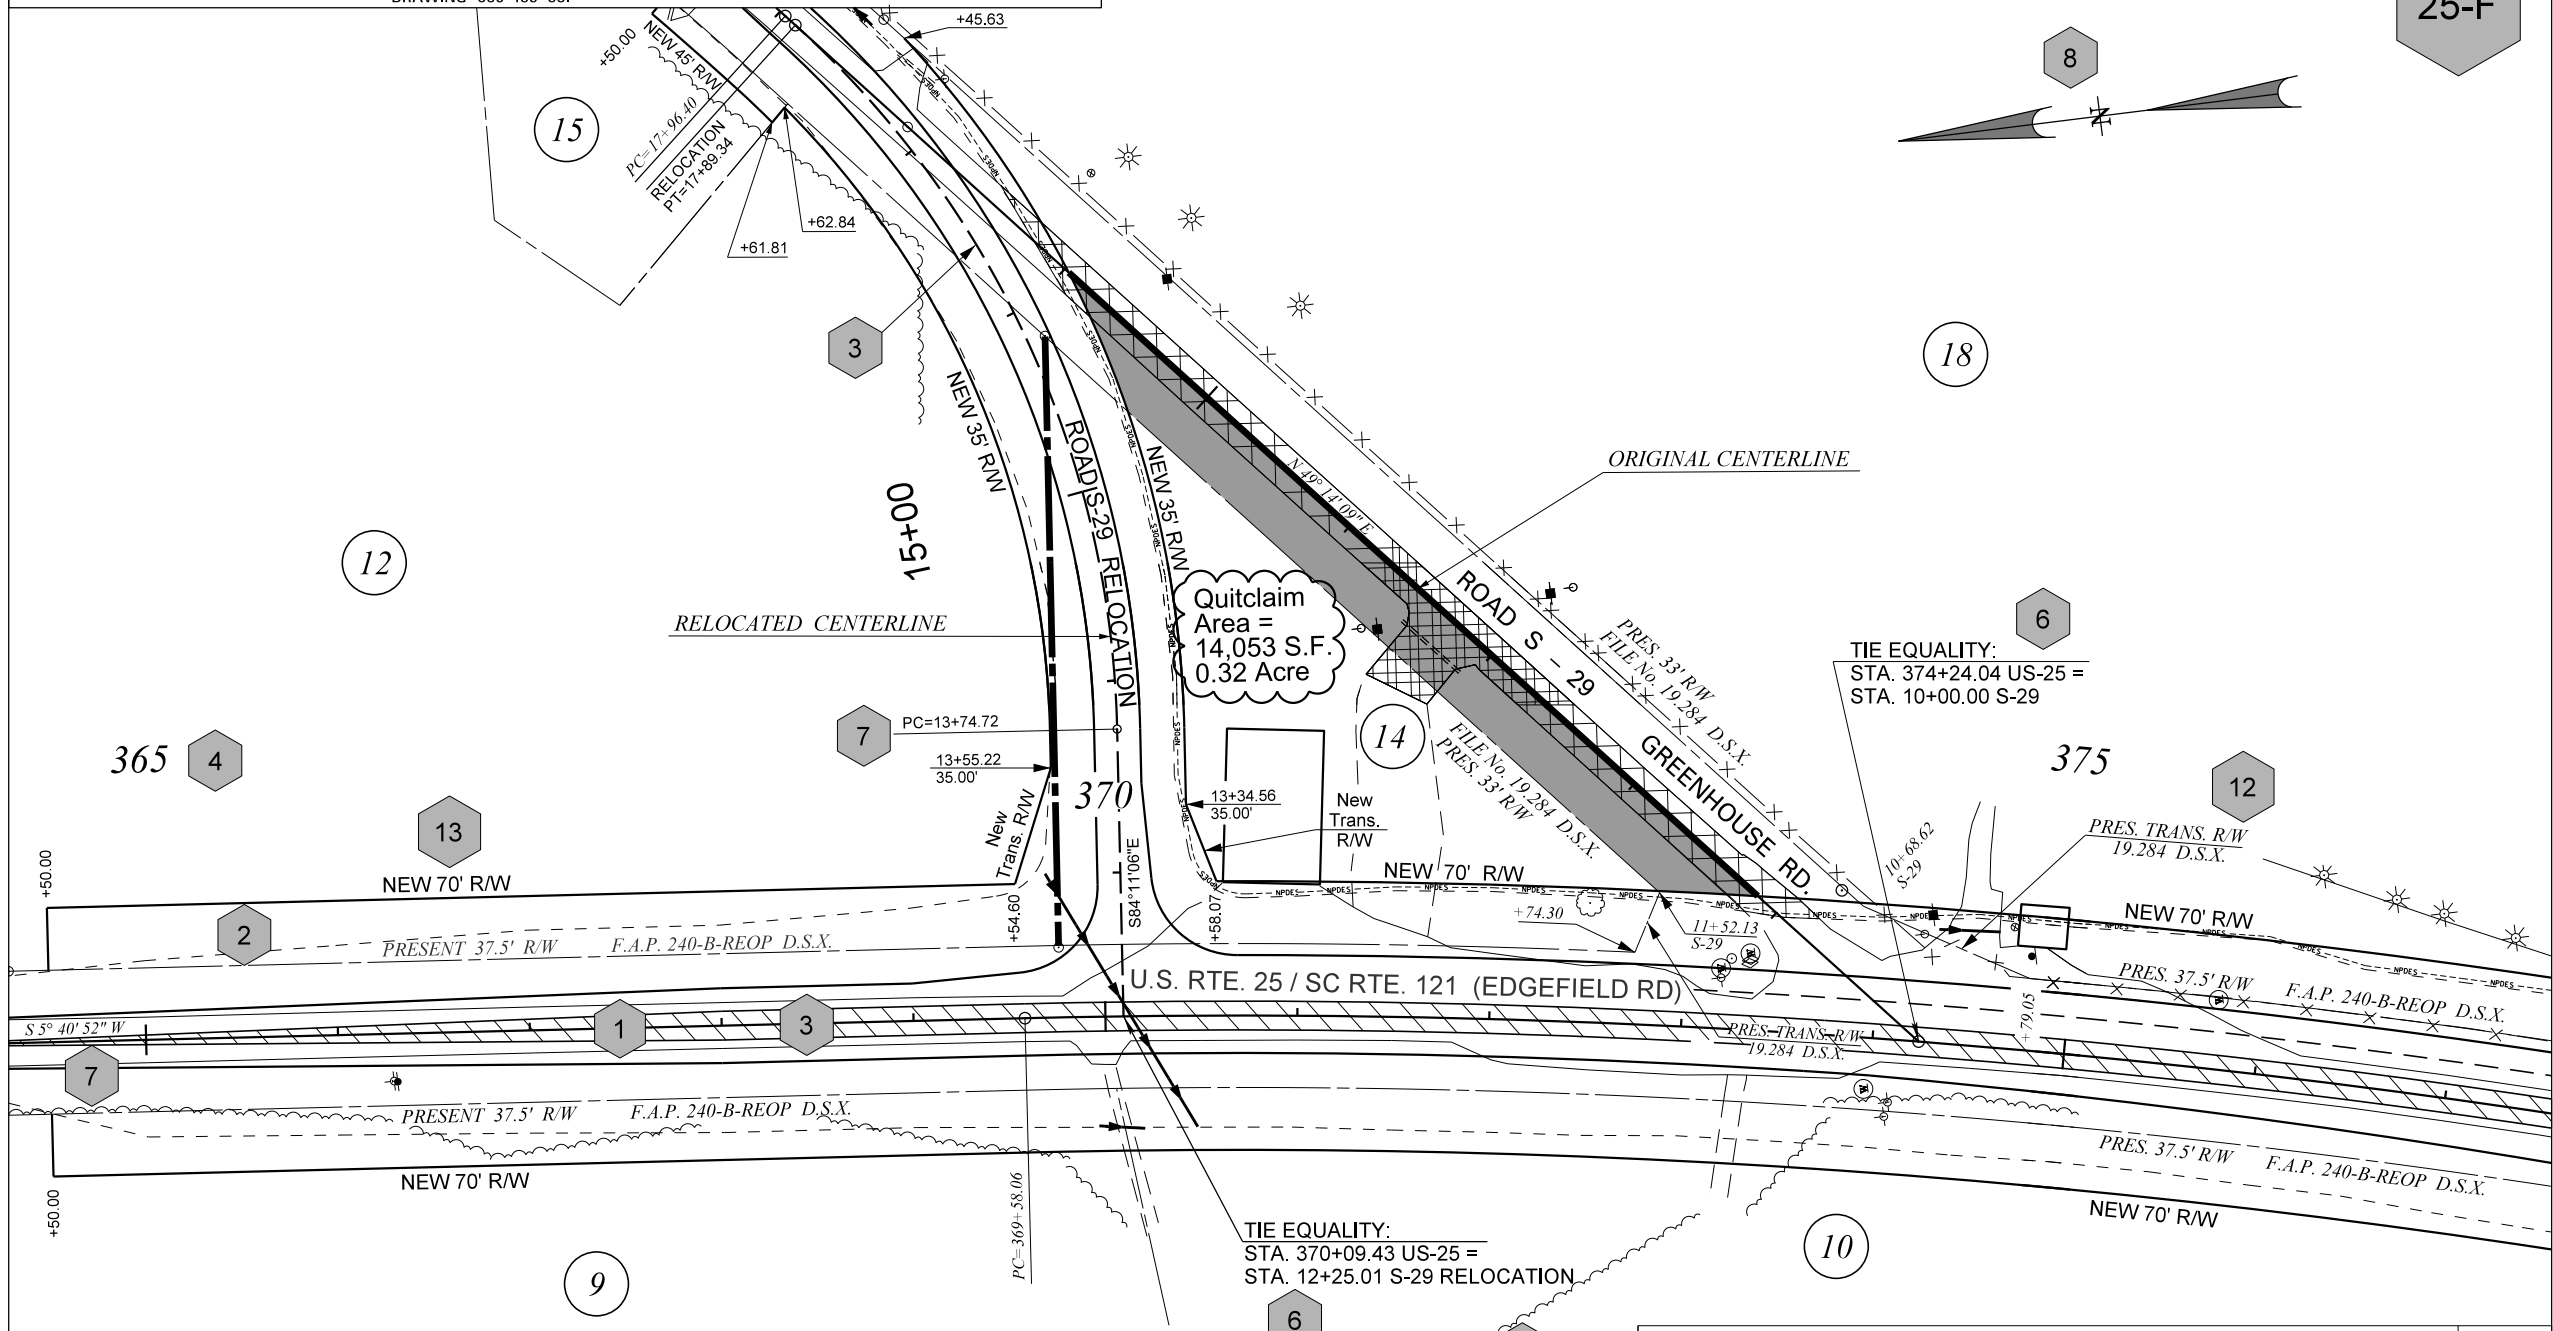 25-F
+45.63
8
N
+50.00
NEW 45' R/W
15
PC=17+96.40
RELOCATION
PT=17+89.34
+62.84
+61.81
3
18
NEW 35' R/W
ROAD S-29 RELOCATION
NEW 35' R/W
N 49° 14' 09" E
ORIGINAL CENTERLINE
15+00
12
RELOCATED CENTERLINE
Quitclaim
Area =
14,053 S.F.
0.32 Acre
ROAD S - 29
GREENHOUSE RD.
PRES. 33' R/W
FILE No. 19.284 D.S.X.
6
TIE EQUALITY:
STA. 374+24.04 US-25 =
STA. 10+00.00 S-29
7
PC=13+74.72
14
FILE No. 19.284 D.S.X.
PRES. 33' R/W
365
4
13+55.22
35.00'
370
13+34.56
35.00'
New
Trans.
R/W
375
12
13
New
Trans. R/W
10+68.62
S-29
PRES. TRANS. R/W
19.284 D.S.X.
+50.00
NEW 70' R/W
+54.60
S84°11'06"E
+58.07
NEW 70' R/W
+74.30
11+52.13
S-29
NEW 70' R/W
NPDES
2
PRESENT 37.5' R/W
F.A.P. 240-B-REOP D.S.X.
U.S. RTE. 25 / SC RTE. 121 (EDGEFIELD RD)
PRES. 37.5' R/W
F.A.P. 240-B-REOP D.S.X.
S 5° 40' 52" W
1
3
PRES. TRANS. R/W
19.284 D.S.X.
+79.05
7
PRESENT 37.5' R/W
F.A.P. 240-B-REOP D.S.X.
PRES. 37.5' R/W
F.A.P. 240-B-REOP D.S.X.
NEW 70' R/W
+50.00
PC=369+58.06
NEW 70' R/W
TIE EQUALITY:
STA. 370+09.43 US-25 =
STA. 12+25.01 S-29 RELOCATION
9
10
6